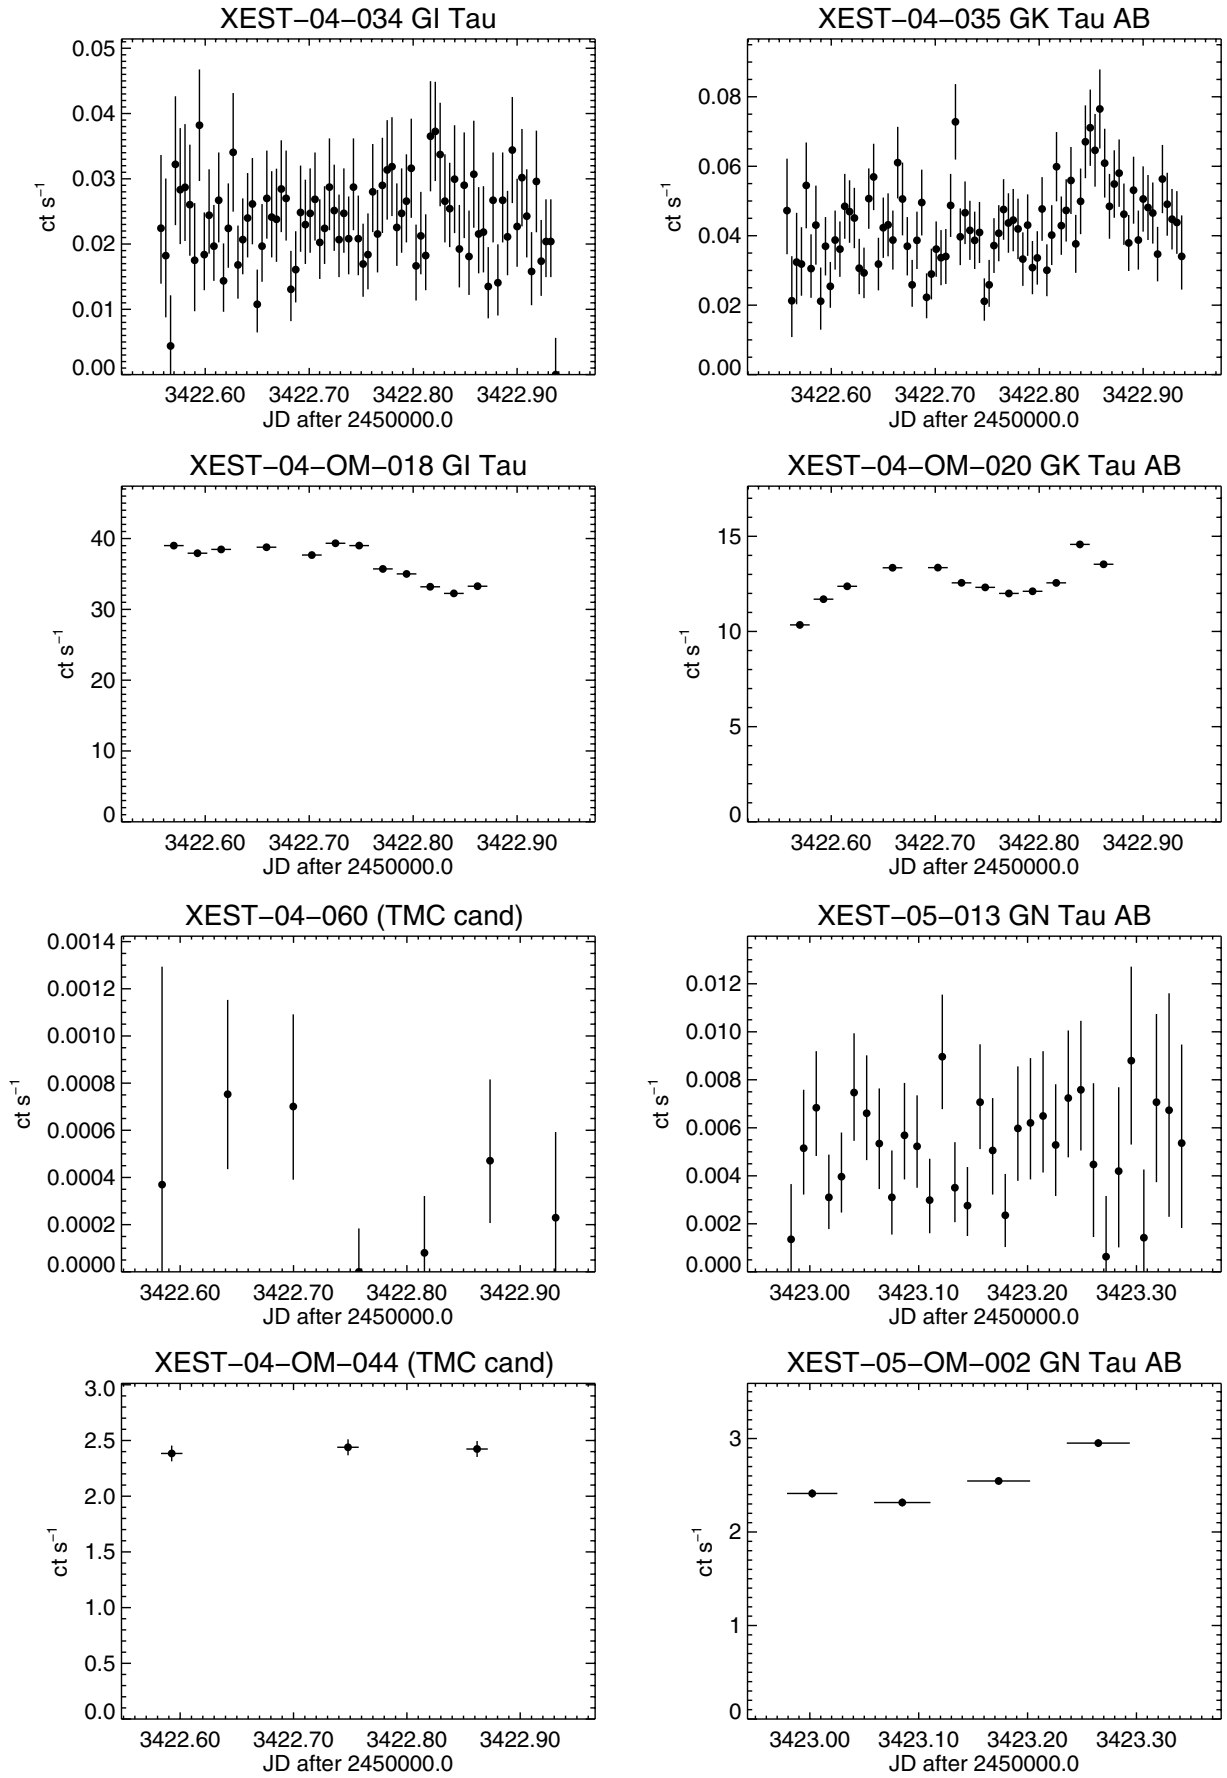 XEST−04−034 GI Tau
0.05
0.04
0.03
0.02
0.01
0.00
ct s⁻¹
3422.60 3422.70 3422.80 3422.90
JD after 2450000.0
XEST−04−035 GK Tau AB
0.08
0.06
0.04
0.02
0.00
ct s⁻¹
3422.60 3422.70 3422.80 3422.90
JD after 2450000.0
XEST−04−OM−018 GI Tau
40
30
20
10
0
ct s⁻¹
3422.60 3422.70 3422.80 3422.90
JD after 2450000.0
XEST−04−OM−020 GK Tau AB
15
10
5
0
ct s⁻¹
3422.60 3422.70 3422.80 3422.90
JD after 2450000.0
XEST−04−060 (TMC cand)
0.0014
0.0012
0.0010
0.0008
0.0006
0.0004
0.0002
0.0000
ct s⁻¹
3422.60 3422.70 3422.80 3422.90
JD after 2450000.0
XEST−05−013 GN Tau AB
0.012
0.010
0.008
0.006
0.004
0.002
0.000
ct s⁻¹
3423.00 3423.10 3423.20 3423.30
JD after 2450000.0
XEST−04−OM−044 (TMC cand)
3.0
2.5
2.0
1.5
1.0
0.5
0.0
ct s⁻¹
3422.60 3422.70 3422.80 3422.90
JD after 2450000.0
XEST−05−OM−002 GN Tau AB
3
2
1
0
ct s⁻¹
3423.00 3423.10 3423.20 3423.30
JD after 2450000.0